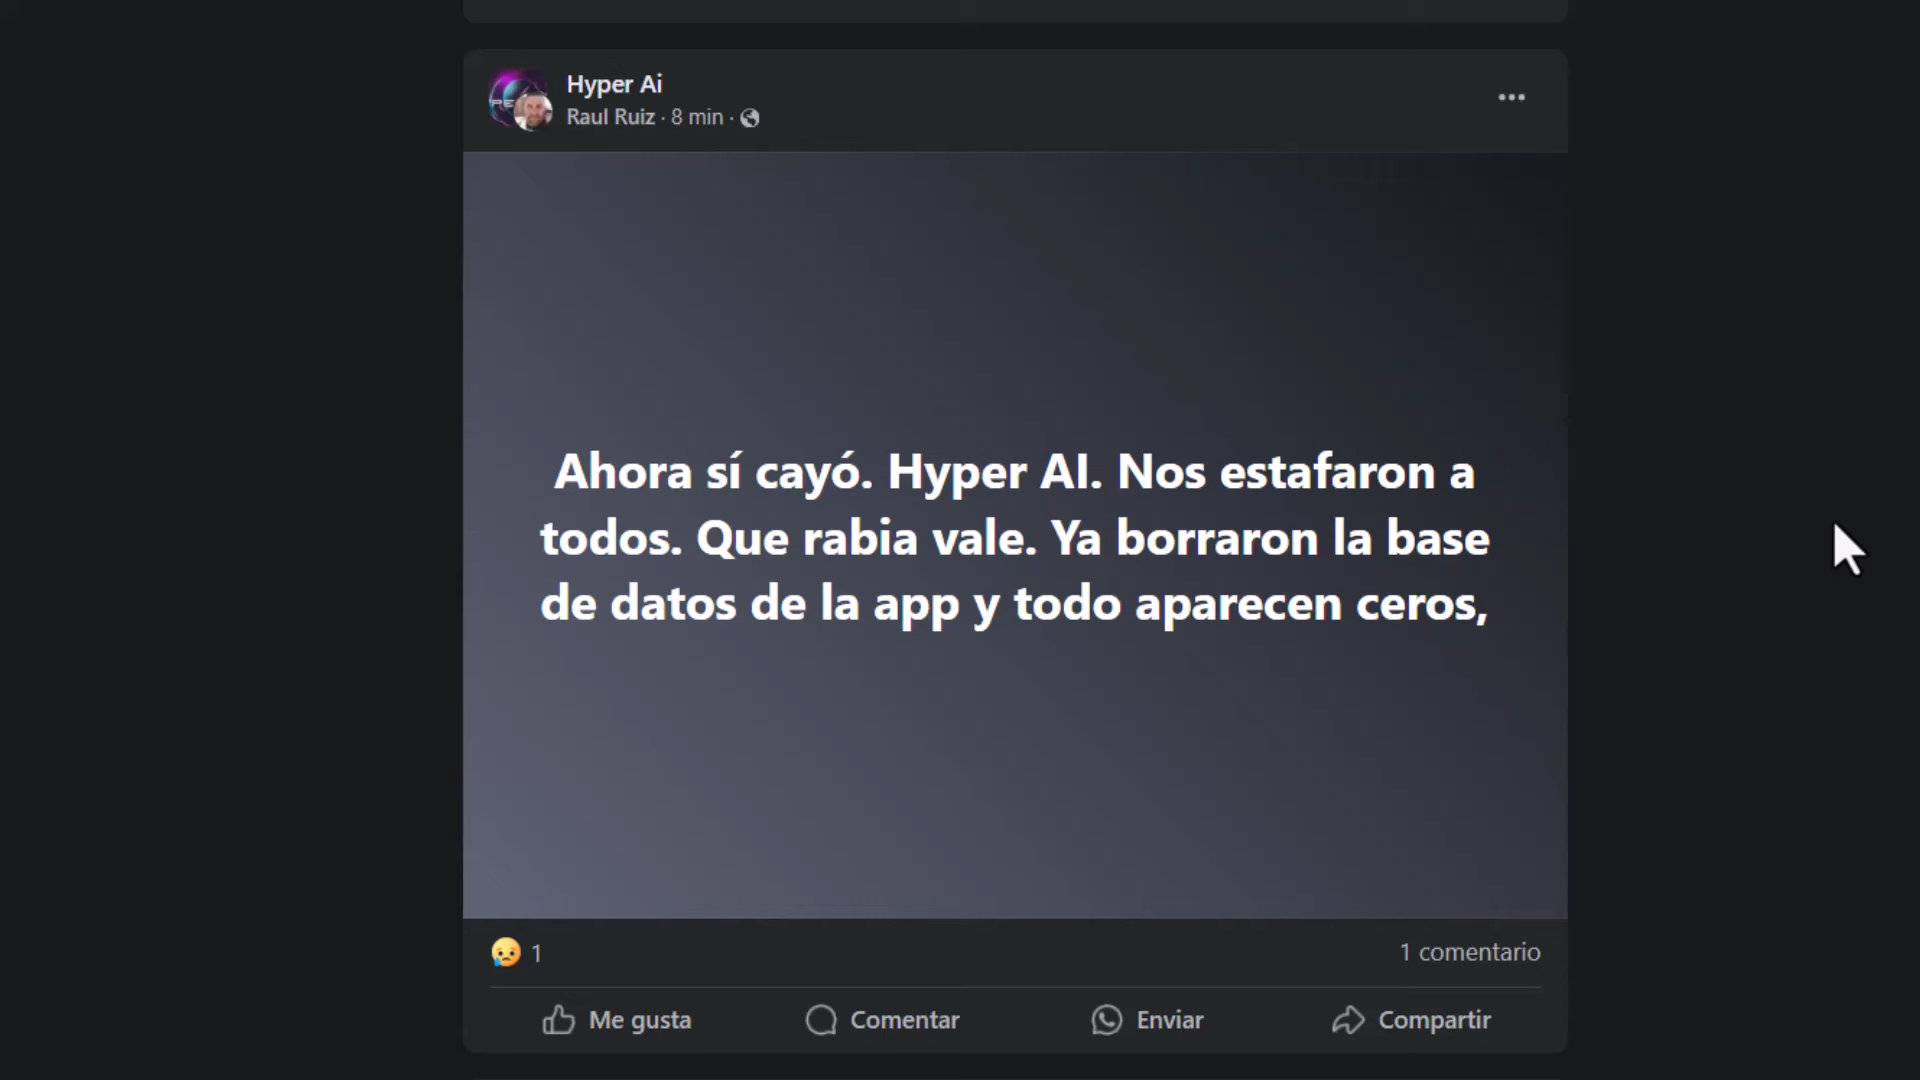 Hyper Ai
Raul Ruiz · 8 min ·
Ahora sí cayó. Hyper AI. Nos estafaron a
todos. Que rabia vale. Ya borraron la base
de datos de la app y todo aparecen ceros,
1
1 comentario
Me gusta
Comentar
Enviar
Compartir